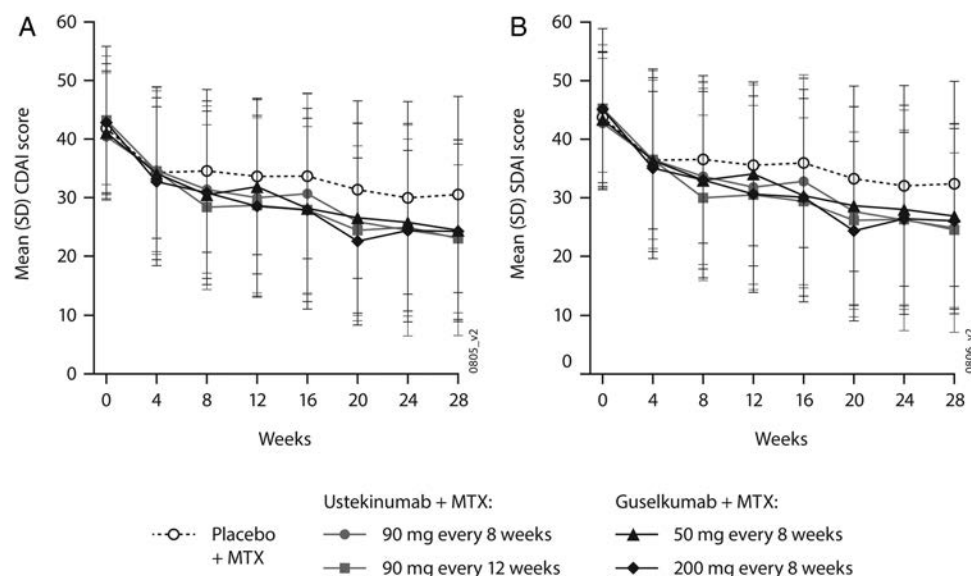 A
Mean (SD) CDAI score
60
50
40
30
20
10
0
0 4 8 12 16 20 24 28
Weeks
0805_v2
B
Mean (SD) SDAI score
60
50
40
30
20
10
0
0 4 8 12 16 20 24 28
Weeks
0806_v2
Placebo
+ MTX
Ustekinumab + MTX:
90 mg every 8 weeks
90 mg every 12 weeks
Guselkumab + MTX:
50 mg every 8 weeks
200 mg every 8 weeks